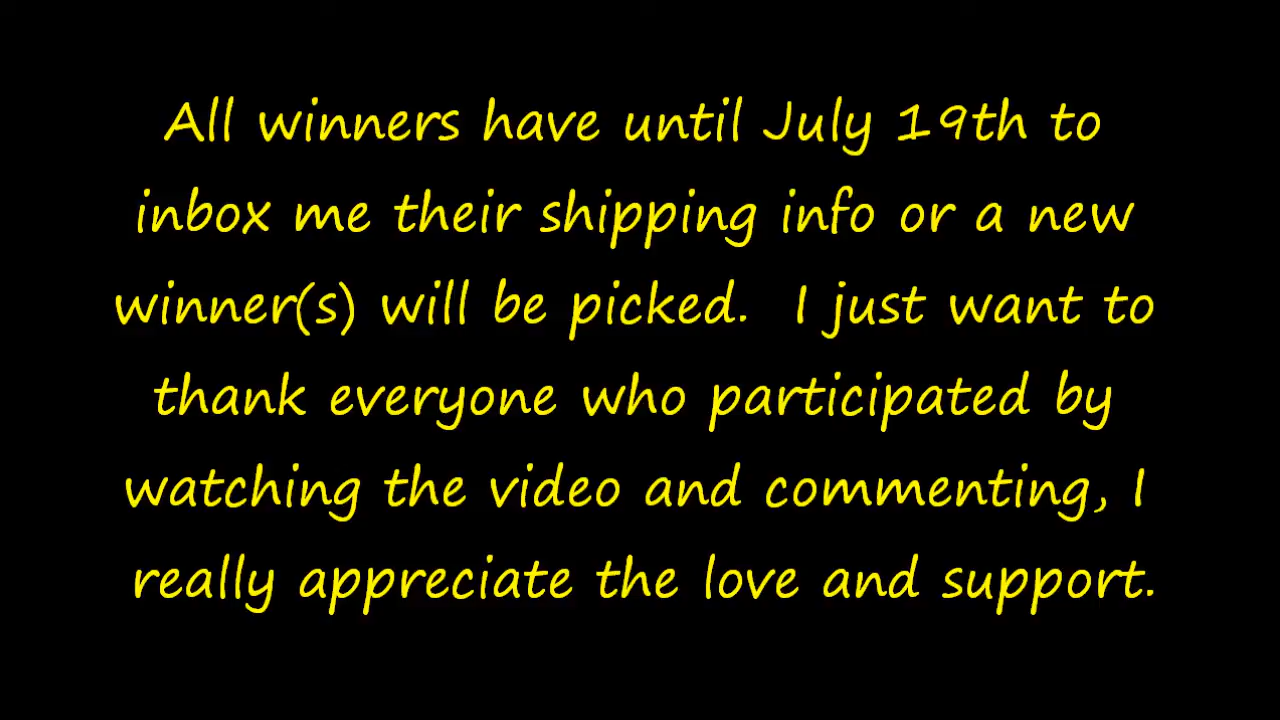 All winners have until July 19th to
inbox me their shipping info or a new
winner(s) will be picked.  I just want to
thank everyone who participated by
watching the video and commenting, I
really appreciate the love and support.